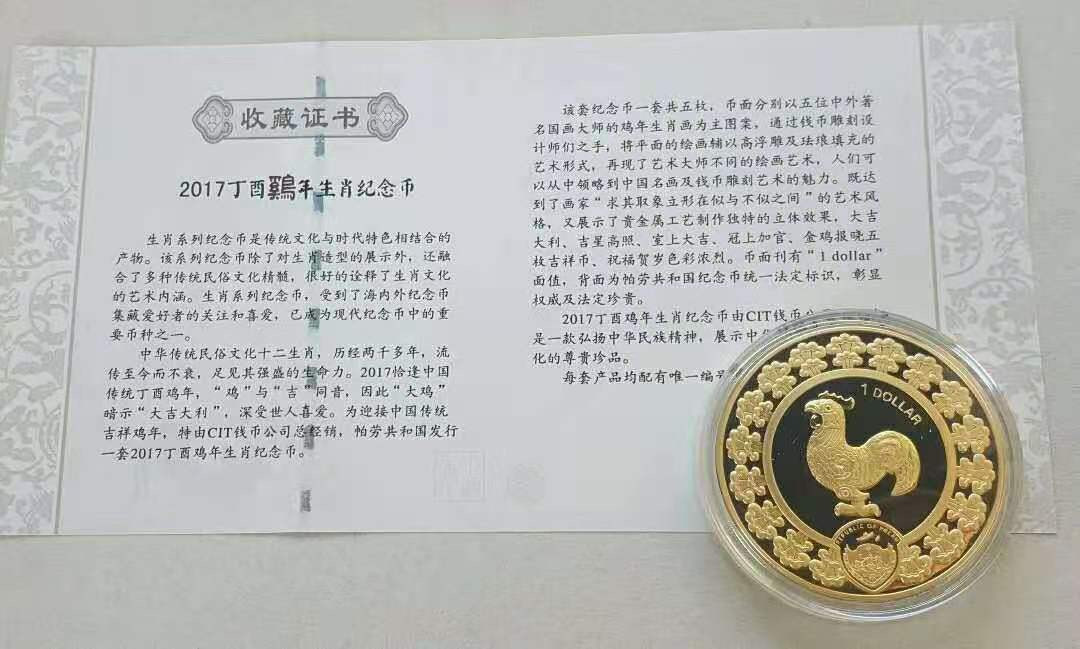 收藏证书
2017丁酉鷄年生肖纪念币
生肖系列纪念币是传统文化与时代特色相结合的
产物。该系列纪念币除了对生肖造型的展示外，还融
合了多种传统民俗文化精髓，很好的诠释了生肖文化
的艺术内涵。生肖系列纪念币，受到了海内外纪念币
集藏爱好者的关注和喜爱，已成为现代纪念币中的重
要币种之一。
中华传统民俗文化十二生肖，历经两千多年，流
传至今而不衰，足见其强盛的生命力。2017恰逢中国
传统丁酉鸡年，“鸡”与“吉”同音，因此“大鸡”
暗示“大吉大利”，深受世人喜爱。为迎接中国传统
吉祥鸡年，特由CIT钱币公司总经销，帕劳共和国发行
一套2017丁酉鸡年生肖纪念币。
该套纪念币一套共五枚，币面分别以五位中外著
名国画大师的鸡年生肖画为主图案，通过钱币雕刻设
计师们之手，将平面的绘画辅以高浮雕及珐琅填充的
艺术形式，再现了艺术大师不同的绘画艺术，人们可
以从中领略到中国名画及钱币雕刻艺术的魅力。既达
到了画家“求其取象立形在似与不似之间”的艺术风
格，又展示了贵金属工艺制作独特的立体效果，大吉
大利、吉星高照、室上大吉、冠上加官、金鸡报晓五
枚吉祥币、祝福贺岁色彩浓烈。币面刊有“1 dollar”
面值，背面为帕劳共和国纪念币统一法定标识，彰显
权威及法定珍贵。
2017丁酉鸡年生肖纪念币由CIT钱币公
是一款弘扬中华民族精神，展示中
化的尊贵珍品。
每套产品均配有唯一编
1 DOLLAR
REPUBLIC OF